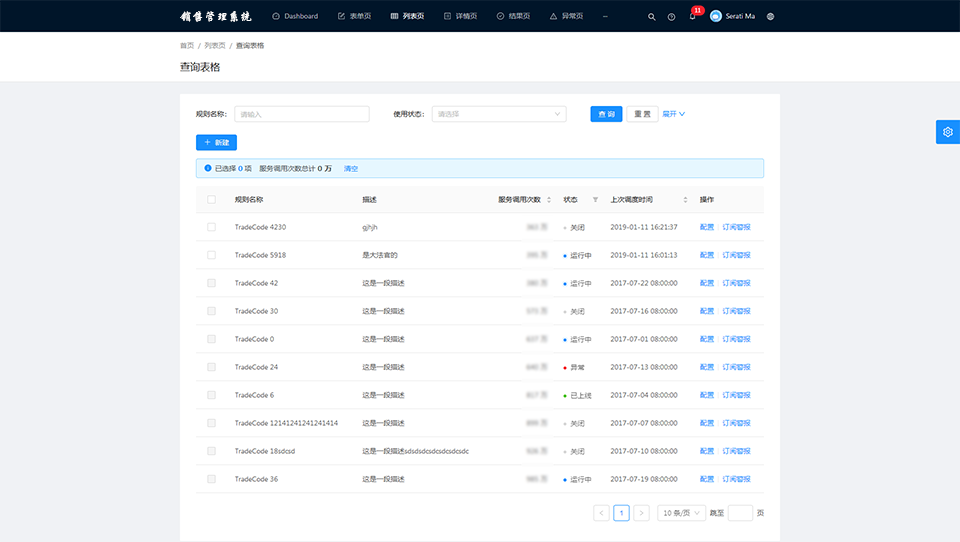 销售管理系统 Dashboard 表单页 列表页 详情页 结果页 异常页 ... 11 Serati Ma
首页 / 列表页 / 查询表格
查询表格
规则名称: 请输入 使用状态: 请选择 查 询 重 置 展开
+ 新建
已选择 0 项 服务调用次数总计 0 万 清空
规则名称 描述 服务调用次数 状态 上次调度时间 操作
TradeCode 4230 gjhjh 关闭 2019-01-11 16:21:37 配置 订阅警报
TradeCode 5918 是大法官的 运行中 2019-01-11 16:01:13 配置 订阅警报
TradeCode 42 这是一段描述 运行中 2017-07-22 08:00:00 配置 订阅警报
TradeCode 30 这是一段描述 关闭 2017-07-16 08:00:00 配置 订阅警报
TradeCode 0 这是一段描述 运行中 2017-07-01 08:00:00 配置 订阅警报
TradeCode 24 这是一段描述 异常 2017-07-13 08:00:00 配置 订阅警报
TradeCode 6 这是一段描述 已上线 2017-07-04 08:00:00 配置 订阅警报
TradeCode 12141241241241414 这是一段描述 关闭 2017-07-07 08:00:00 配置 订阅警报
TradeCode 18sdcsd 这是一段描述sdsdsdcsdcsdcsdcsdc 关闭 2017-07-10 08:00:00 配置 订阅警报
TradeCode 36 这是一段描述 运行中 2017-07-19 08:00:00 配置 订阅警报
< 1 > 10 条/页 跳至 页